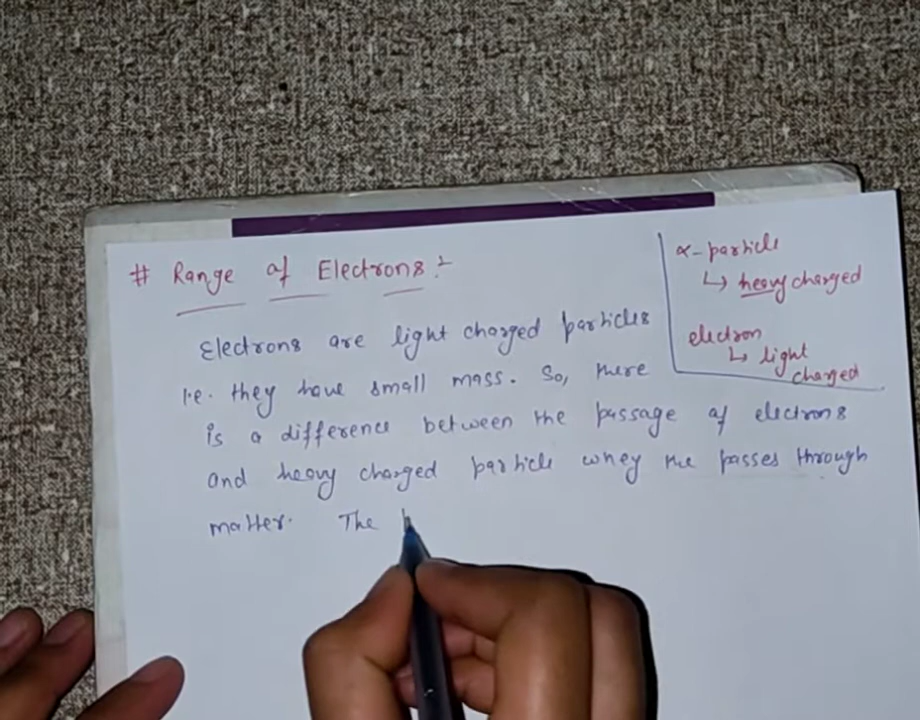 # Range of Electrons :-
α-particle
↳ heavy charged
electron
↳ light
charged
Electrons are light charged particles
i.e. they have small mass. So, there
is a difference between the passage of electrons
and heavy charged particle whey the passes through
matter. The